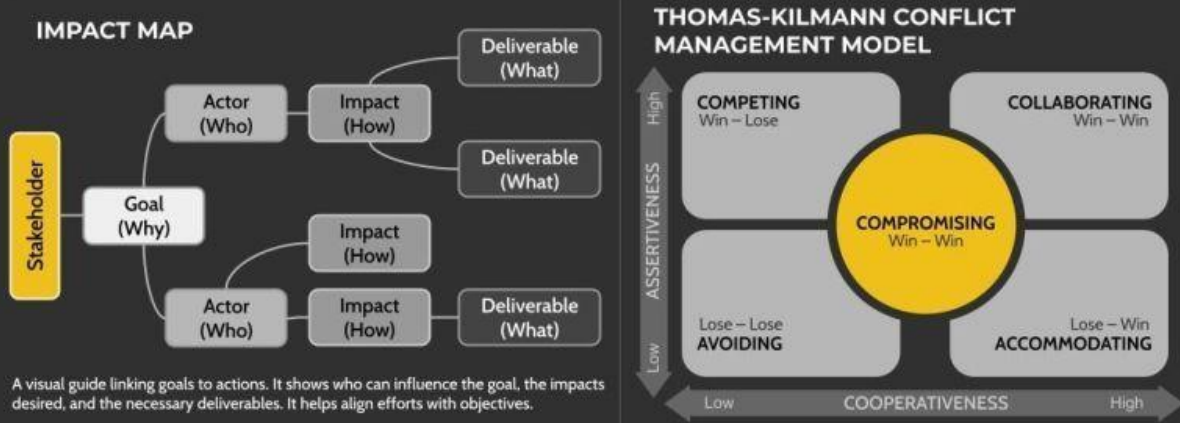 IMPACT MAP
Stakeholder
Goal
(Why)
Actor
(Who)
Impact
(How)
Deliverable
(What)
Deliverable
(What)
Actor
(Who)
Impact
(How)
Impact
(How)
Deliverable
(What)
A visual guide linking goals to actions. It shows who can influence the goal, the impacts
desired, and the necessary deliverables. It helps align efforts with objectives.
THOMAS-KILMANN CONFLICT
MANAGEMENT MODEL
High
ASSERTIVENESS
Low
COMPETING
Win – Lose
COLLABORATING
Win – Win
COMPROMISING
Win – Win
Lose – Lose
AVOIDING
Lose – Win
ACCOMMODATING
Low
COOPERATIVENESS
High